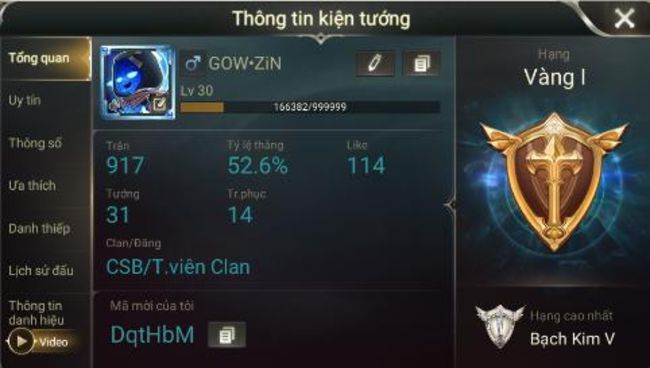 Thông tin kiện tướng
Tổng quan
Uy tín
Thông số
Ưa thích
Danh thiếp
Lịch sử đấu
Thông tin
danh hiệu
Video
GOW•ZiN
Lv 30
166382/999999
Trận
Tỷ lệ thắng
Like
917
52.6%
114
Tướng
Tr.phục
31
14
Clan/Đăng
CSB/T.viên Clan
Mã mời của tôi
DqtHbM
Hạng
Vàng I
Hạng cao nhất
Bạch Kim V